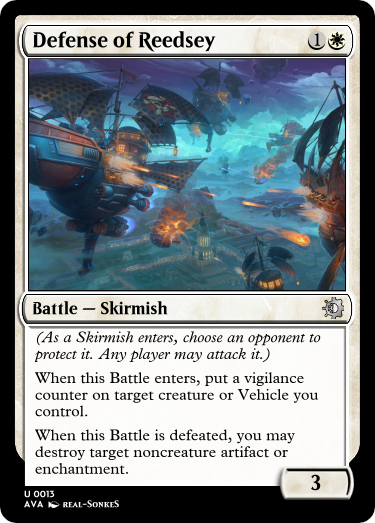 Defense of Reedsey
1
Battle — Skirmish
(As a Skirmish enters, choose an opponent to
protect it. Any player may attack it.)
When this Battle enters, put a vigilance
counter on target creature or Vehicle you
control.
When this Battle is defeated, you may
destroy target noncreature artifact or
enchantment.
3
U 0013
AVA REAL-SONKES